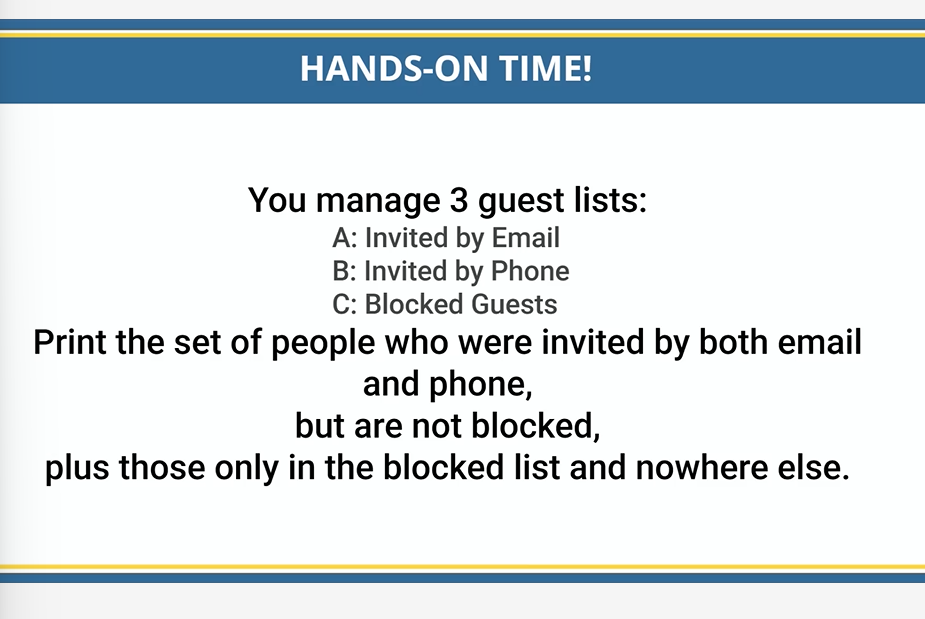 HANDS-ON TIME!
You manage 3 guest lists:
A: Invited by Email
B: Invited by Phone
C: Blocked Guests
Print the set of people who were invited by both email
and phone,
but are not blocked,
plus those only in the blocked list and nowhere else.